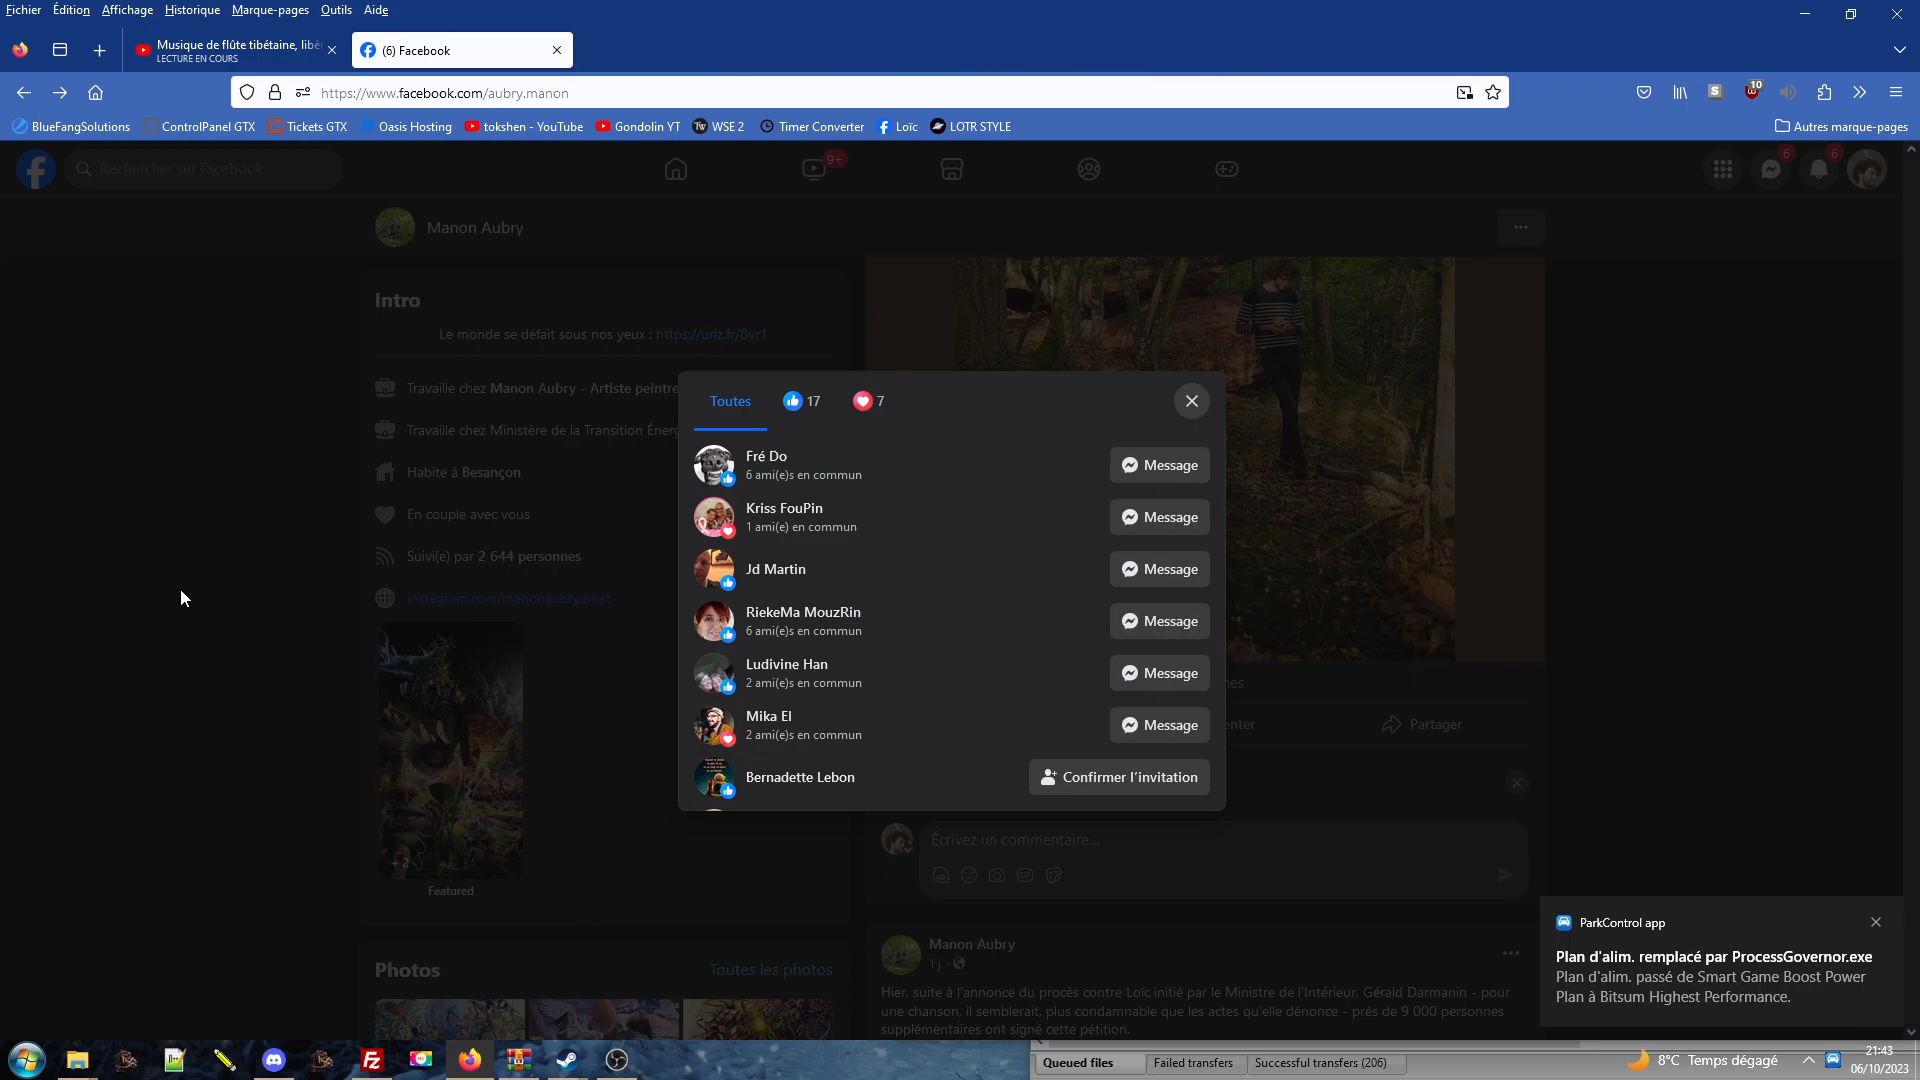 Fichier Édition Affichage Historique Marque-pages Outils Aide
Musique de flûte tibétaine, libé
LECTURE EN COURS
(6) Facebook
https://www.facebook.com/aubry.manon
10
BlueFangSolutions ControlPanel GTX Tickets GTX Oasis Hosting tokshen - YouTube Gondolin YT WSE 2 Timer Converter Loïc LOTR STYLE Autres marque-pages
Rechercher sur Facebook
9+
6
6
Manon Aubry
Intro
Le monde se défait sous nos yeux : https://urlz.fr/8vr1
Travaille chez Manon Aubry - Artiste peintre
Travaille chez Ministère de la Transition Énerg
Habite à Besançon
En couple avec vous
Suivi(e) par 2 644 personnes
instagram.com/manonaubryartist
+ 2
Featured
Photos
Toutes les photos
Toutes 17 7
Fré Do
6 ami(e)s en commun
Message
Kriss FouPin
1 ami(e) en commun
Message
Jd Martin
Message
RiekeMa MouzRin
6 ami(e)s en commun
Message
Ludivine Han
2 ami(e)s en commun
Message
Mika El
2 ami(e)s en commun
Message
Bernadette Lebon
Confirmer l'invitation
nes
enter
Partager
Écrivez un commentaire...
GIF
Manon Aubry
1 j
Hier, suite à l'annonce du procès contre Loïc initié par le Ministre de l'Intérieur, Gérald Darmanin - pour
une chanson, il semblerait, plus condamnable que les actes qu'elle dénonce - près de 9 000 personnes
supplémentaires ont signé cette pétition.
ParkControl app
Plan d'alim. remplacé par ProcessGovernor.exe
Plan d'alim. passé de Smart Game Boost Power
Plan à Bitsum Highest Performance.
Queued files Failed transfers Successful transfers (206)
8°C Temps dégagé
21:43
06/10/2023